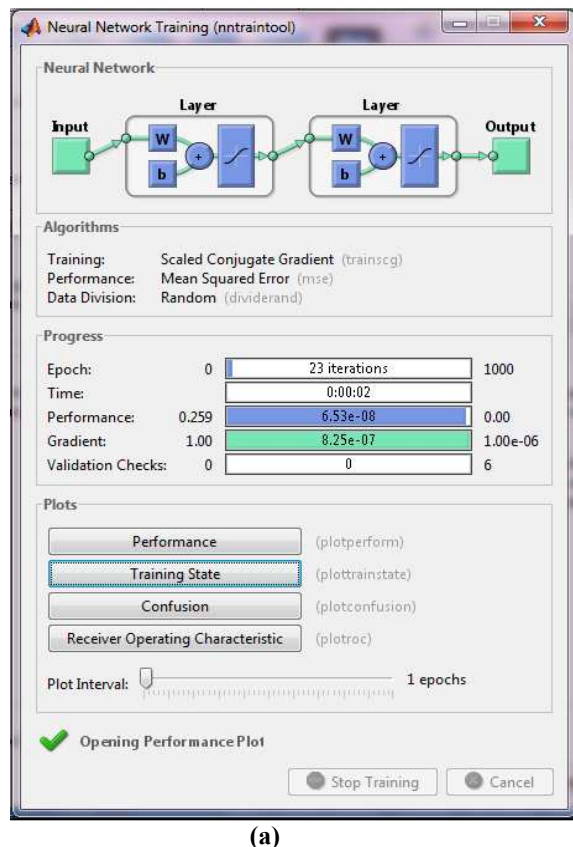 Neural Network Training (nntraintool)
Neural Network
Layer Layer
Input Output
W W
+ +
b b
Algorithms
Training: Scaled Conjugate Gradient (trainscg)
Performance: Mean Squared Error (mse)
Data Division: Random (dividerand)
Progress
Epoch: 0 23 iterations 1000
Time: 0:00:02
Performance: 0.259 6.53e-08 0.00
Gradient: 1.00 8.25e-07 1.00e-06
Validation Checks: 0 0 6
Plots
Performance (plotperform)
Training State (plottrainstate)
Confusion (plotconfusion)
Receiver Operating Characteristic (plotroc)
Plot Interval: 1 epochs
Opening Performance Plot
Stop Training Cancel
(a)